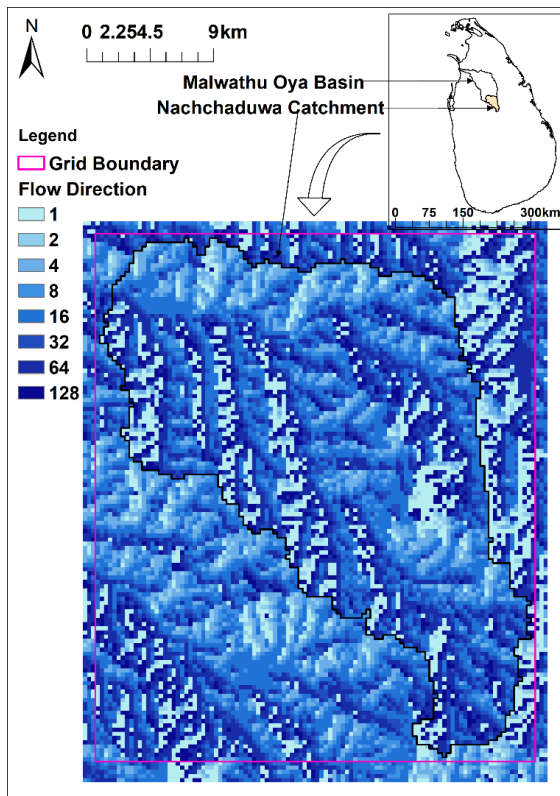 N
0 2.254.5 9km
Malwathu Oya Basin
Nachchaduwa Catchment
Legend
Grid Boundary
Flow Direction
1
2
4
8
16
32
64
128
0 75 150 300km